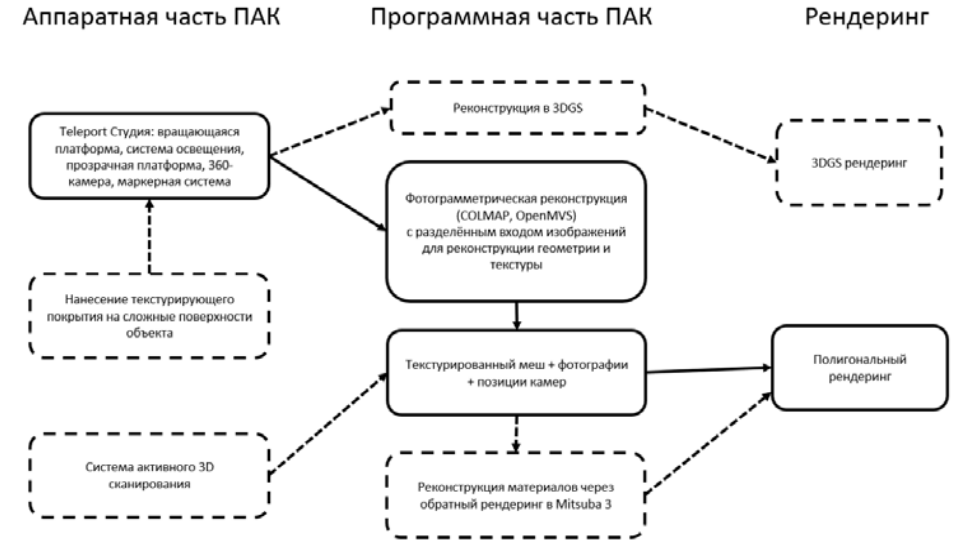 Аппаратная часть ПАК
Программная часть ПАК
Рендеринг
Реконструкция в 3DGS
Teleport Студия: вращающаяся
платформа, система освещения,
прозрачная платформа, 360-
камера, маркерная система
3DGS рендеринг
Фотограмметрическая реконструкция
(COLMAP, OpenMVS)
с разделённым входом изображений
для реконструкции геометрии и
текстуры
Нанесение текстурирующего
покрытия на сложные поверхности
объекта
Текстурированный меш + фотографии
+ позиции камер
Полигональный
рендеринг
Система активного 3D
сканирования
Реконструкция материалов через
обратный рендеринг в Mitsuba 3